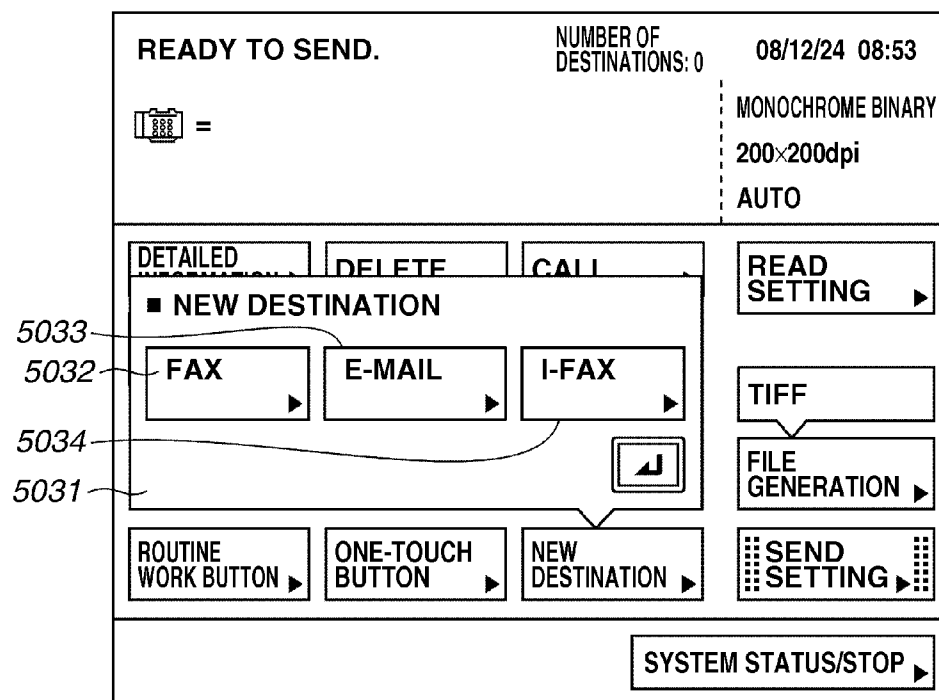 READY TO SEND.
NUMBER OF
DESTINATIONS: 0
08/12/24 08:53
=
MONOCHROME BINARY
200×200dpi
AUTO
DETAILED
INFORMATION
DELETE
CALL
READ
SETTING
■ NEW DESTINATION
5033
5032
FAX
E-MAIL
I-FAX
TIFF
5034
5031
FILE
GENERATION
ROUTINE
WORK BUTTON
ONE-TOUCH
BUTTON
NEW
DESTINATION
SEND
SETTING
SYSTEM STATUS/STOP